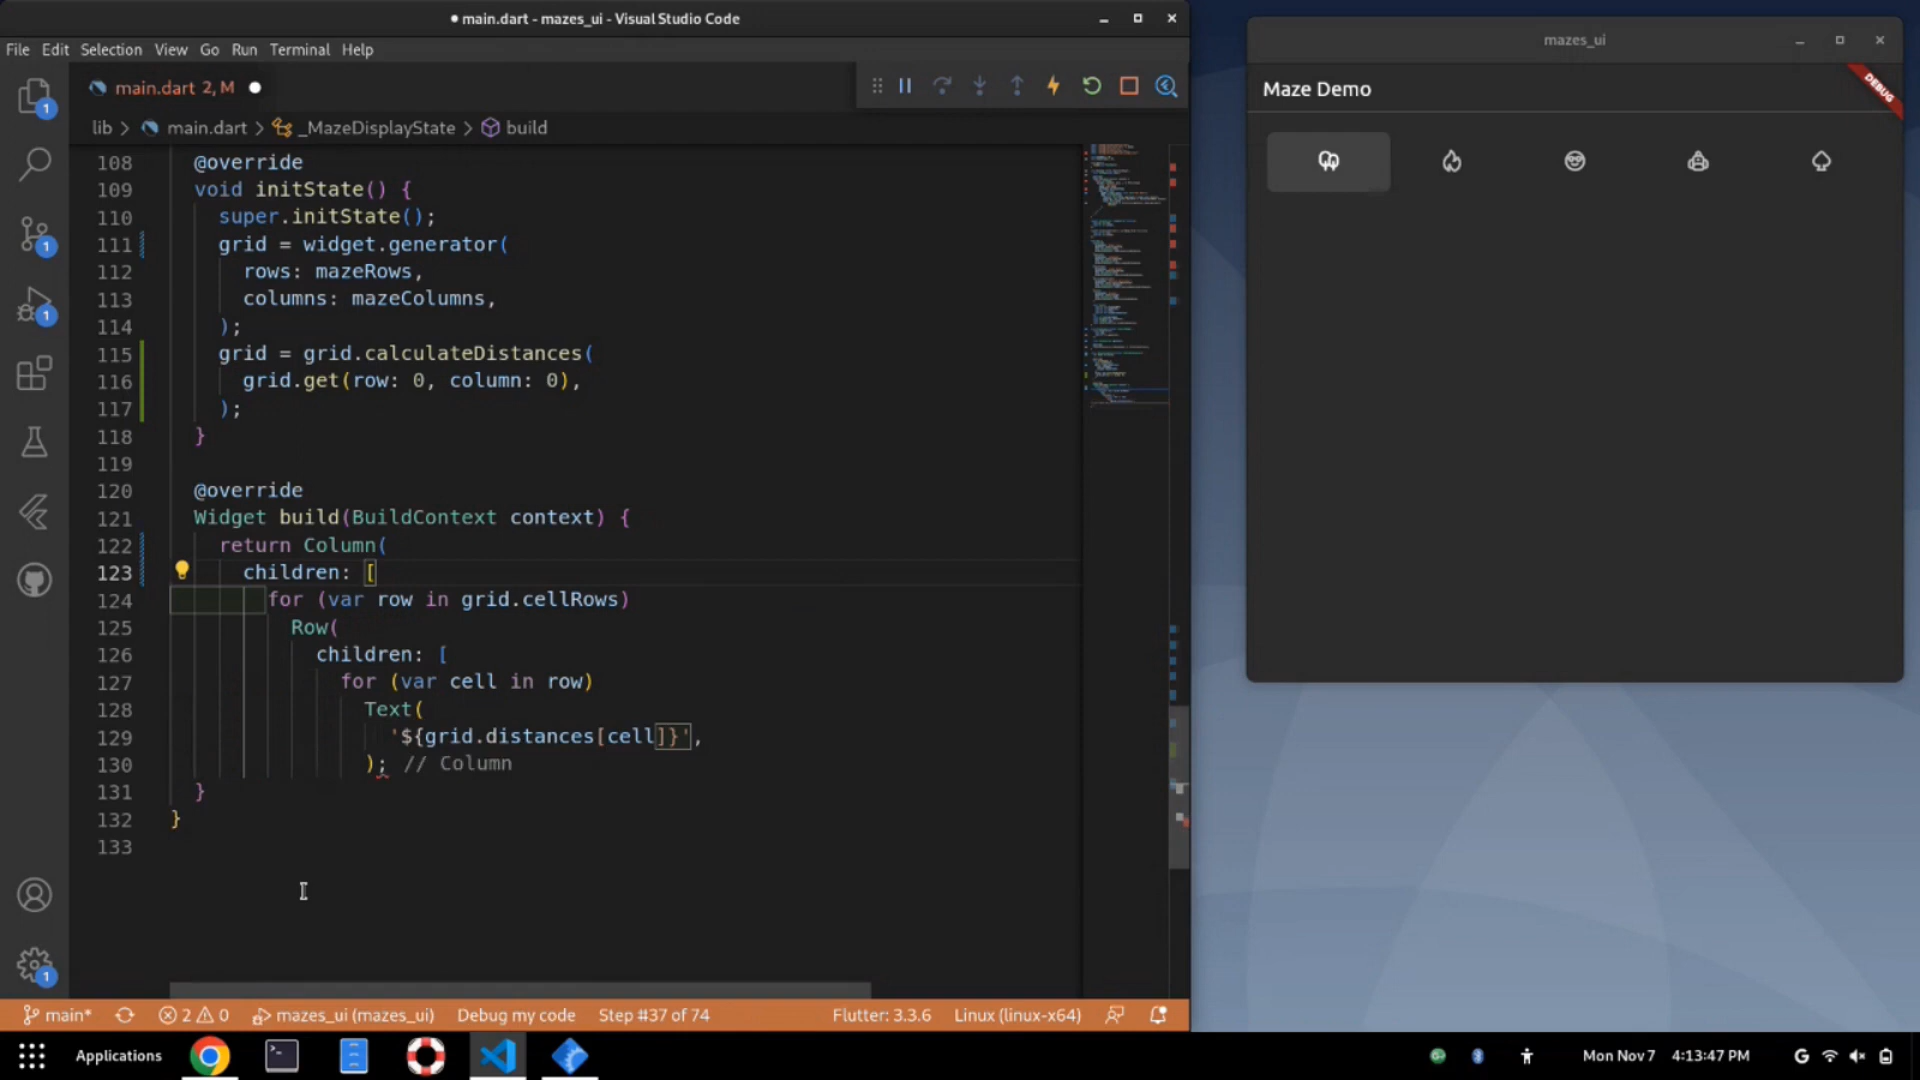 main.dart - mazes_ui - Visual Studio Code
File Edit Selection View Go Run Terminal Help
main.dart 2, M
lib > main.dart > _MazeDisplayState > build
108 @override
109 void initState() {
110 super.initState();
111 grid = widget.generator(
112 rows: mazeRows,
113 columns: mazeColumns,
114 );
115 grid = grid.calculateDistances(
116 grid.get(row: 0, column: 0),
117 );
118 }
119
120 @override
121 Widget build(BuildContext context) {
122 return Column(
123 children: [
124 for (var row in grid.cellRows)
125 Row(
126 children: [
127 for (var cell in row)
128 Text(
129 '${grid.distances[cell]}',
130 ); // Column
131 }
132 }
133
1
1
1
1
main* 2 0 mazes_ui (mazes_ui) Debug my code Step #37 of 74 Flutter: 3.3.6 Linux (linux-x64)
mazes_ui
Maze Demo
DEBUG
Applications
Mon Nov 7 4:13:47 PM